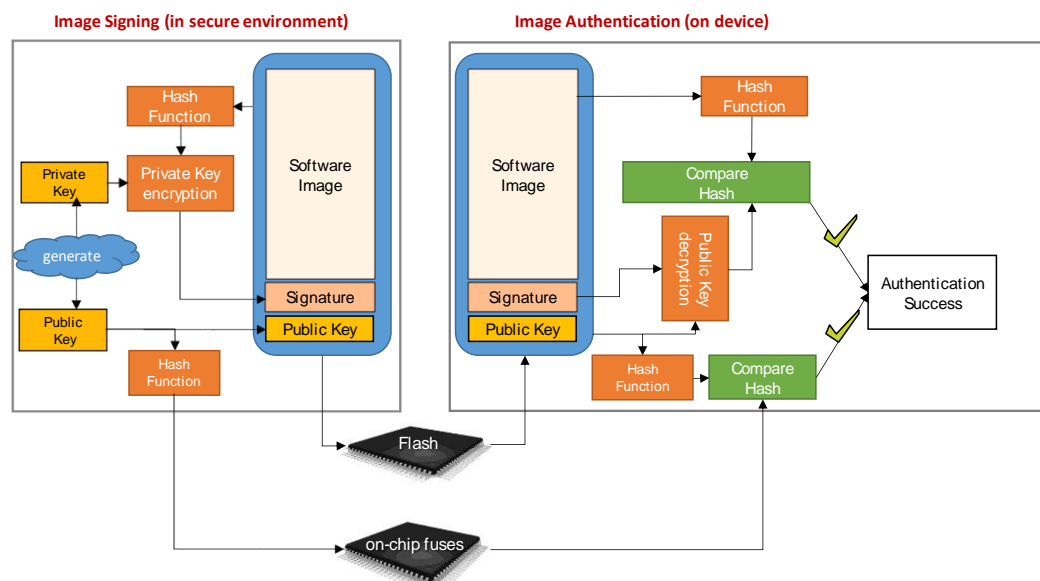 Image Signing (in secure environment)
Hash
Function
Private
Key
Private Key
encryption
generate
Public
Key
Hash
Function
Software
Image
Signature
Public Key
Image Authentication (on device)
Software
Image
Signature
Public Key
Hash
Function
Compare
Hash
Public Key
decryption
Hash
Function
Compare
Hash
Authentication
Success
Flash
on-chip fuses